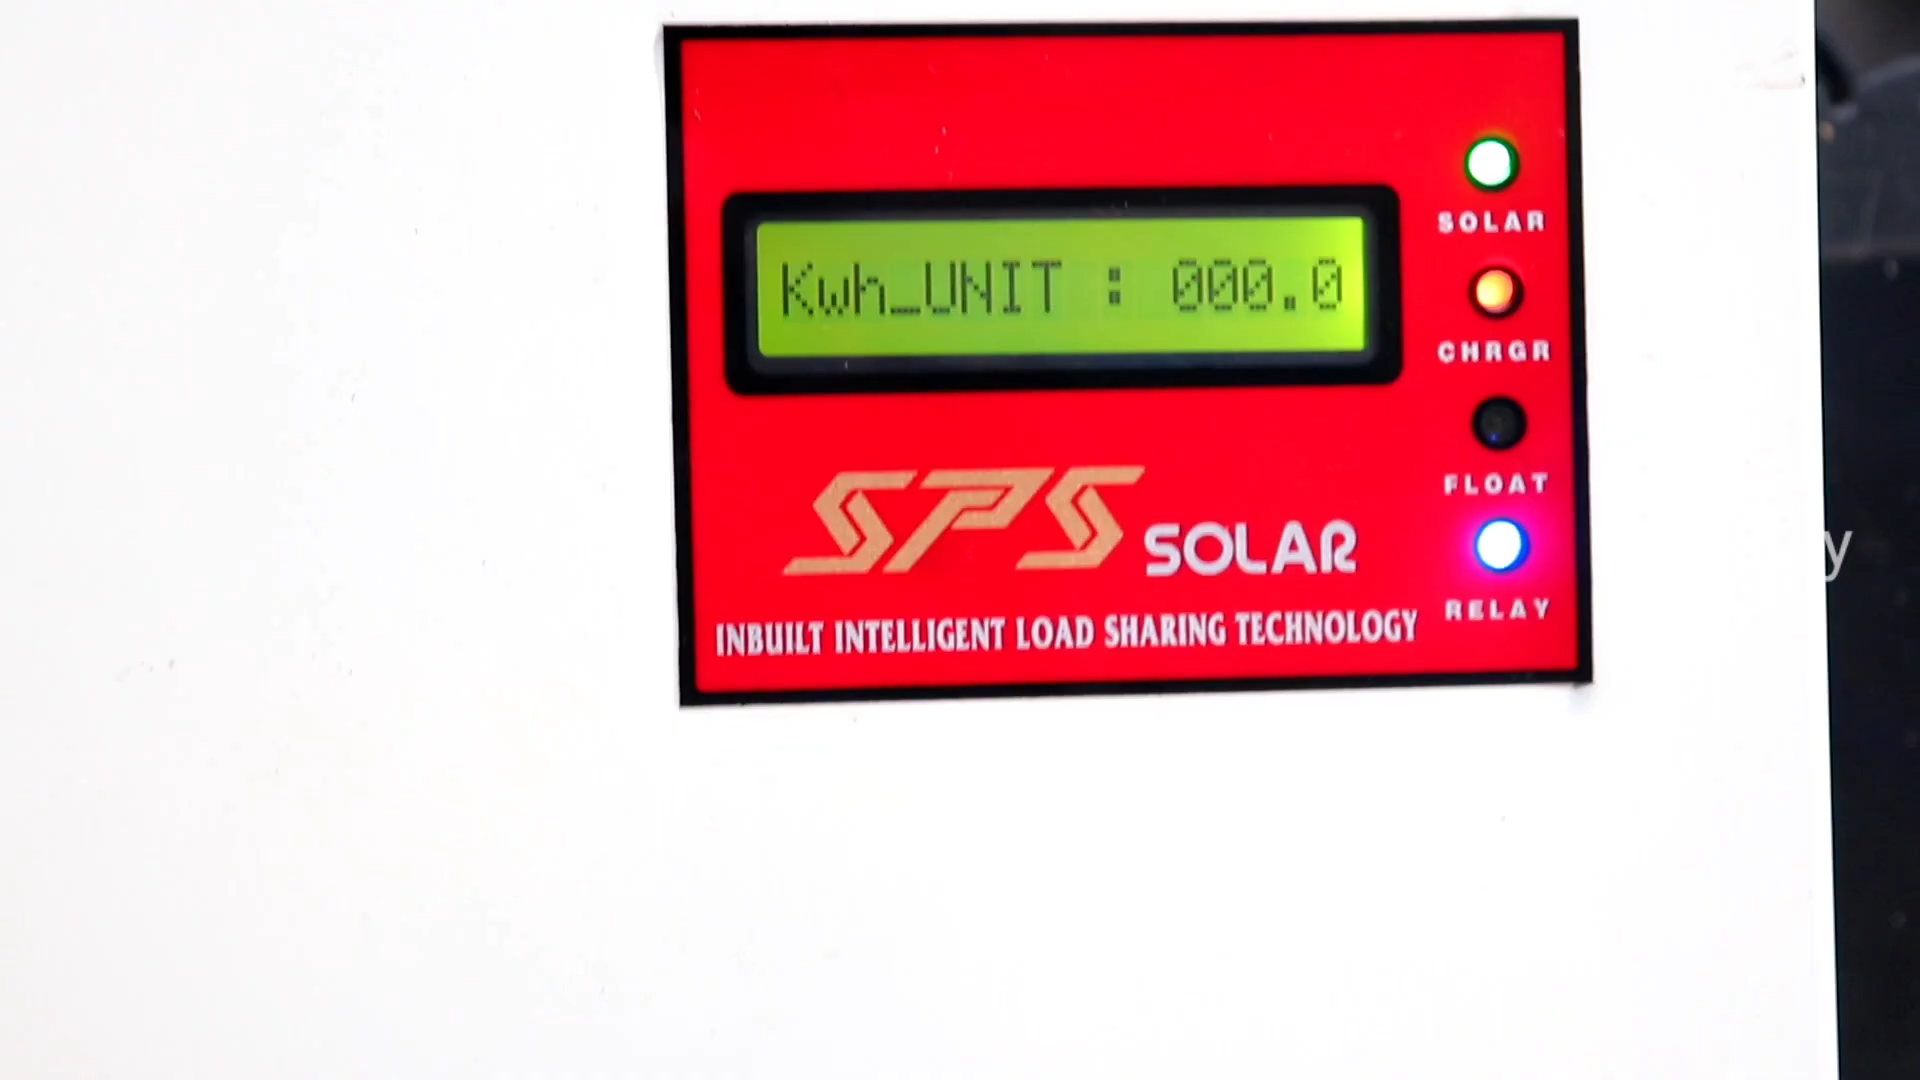 Kwh_UNIT : 000.0
SOLAR
CHRGR
FLOAT
RELAY
SPS SOLAR
INBUILT INTELLIGENT LOAD SHARING TECHNOLOGY
y